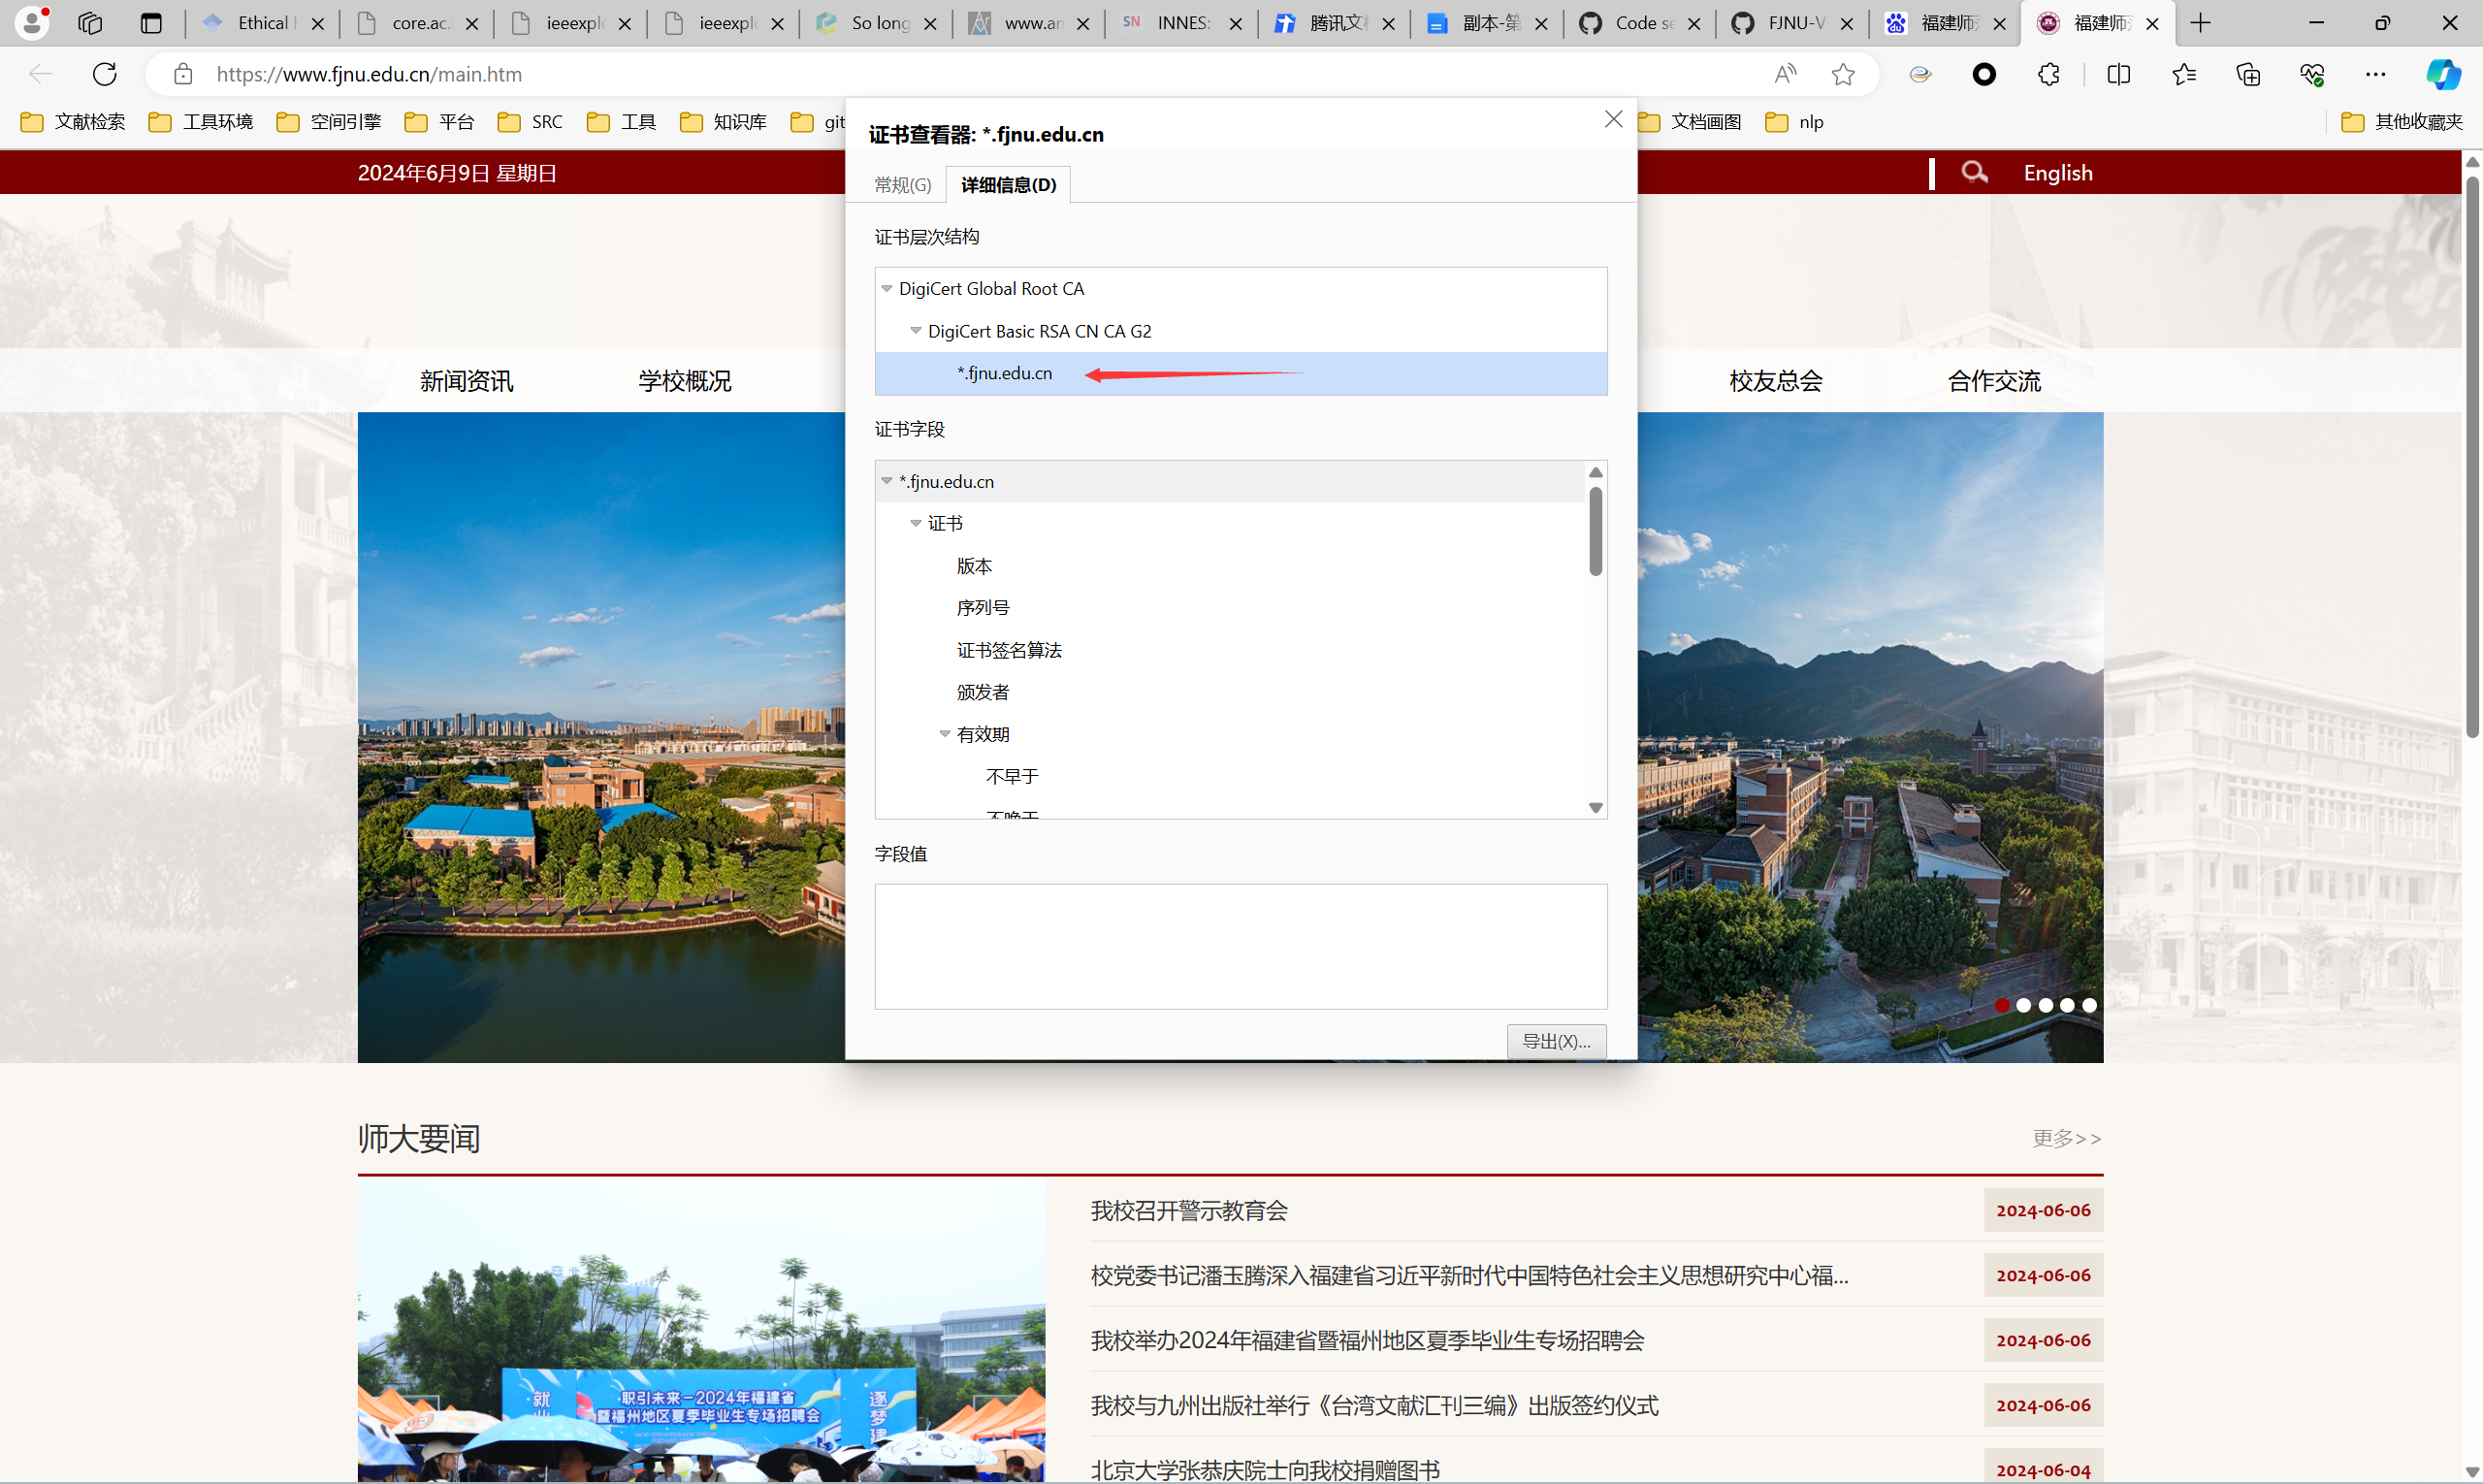 Ethical
core.ac.
ieeexplo
ieeexplo
So long
www.an
SN INNES:
腾讯文
副本-第
Code se
FJNU-V
福建师
福建师
https://www.fjnu.edu.cn/main.htm
文献检索
工具环境
空间引擎
平台
SRC
工具
知识库
git
文档画图
nlp
其他收藏夹
2024年6月9日 星期日
English
新闻资讯
学校概况
校友总会
合作交流
证书查看器: *.fjnu.edu.cn
常规(G)
详细信息(D)
证书层次结构
DigiCert Global Root CA
DigiCert Basic RSA CN CA G2
*.fjnu.edu.cn
证书字段
*.fjnu.edu.cn
证书
版本
序列号
证书签名算法
颁发者
有效期
不早于
不晚于
字段值
导出(X)...
师大要闻
更多>>
我校召开警示教育会
2024-06-06
校党委书记潘玉腾深入福建省习近平新时代中国特色社会主义思想研究中心福...
2024-06-06
我校举办2024年福建省暨福州地区夏季毕业生专场招聘会
2024-06-06
我校与九州出版社举行《台湾文献汇刊三编》出版签约仪式
2024-06-06
北京大学张恭庆院士向我校捐赠图书
2024-06-04
职引未来—2024年福建省
暨福州地区夏季毕业生专场招聘会
就
逐梦建